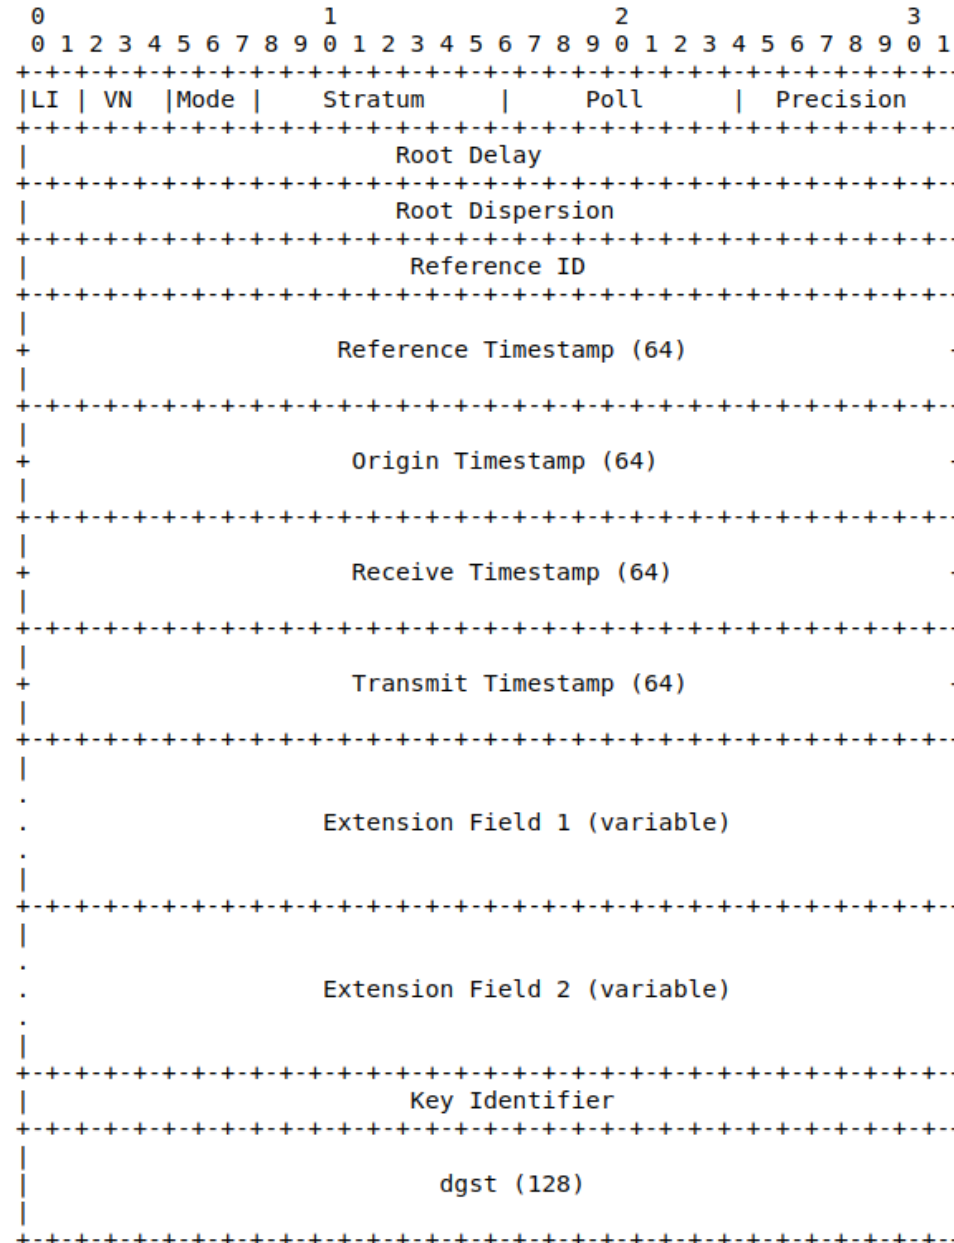 0                   1                   2                   3
 0 1 2 3 4 5 6 7 8 9 0 1 2 3 4 5 6 7 8 9 0 1 2 3 4 5 6 7 8 9 0 1
+-+-+-+-+-+-+-+-+-+-+-+-+-+-+-+-+-+-+-+-+-+-+-+-+-+-+-+-+-+-+-+-
|LI | VN  |Mode |    Stratum     |     Poll      |  Precision
+-+-+-+-+-+-+-+-+-+-+-+-+-+-+-+-+-+-+-+-+-+-+-+-+-+-+-+-+-+-+-+-
|                         Root Delay
+-+-+-+-+-+-+-+-+-+-+-+-+-+-+-+-+-+-+-+-+-+-+-+-+-+-+-+-+-+-+-+-
|                         Root Dispersion
+-+-+-+-+-+-+-+-+-+-+-+-+-+-+-+-+-+-+-+-+-+-+-+-+-+-+-+-+-+-+-+-
|                          Reference ID
+-+-+-+-+-+-+-+-+-+-+-+-+-+-+-+-+-+-+-+-+-+-+-+-+-+-+-+-+-+-+-+-
|
+                     Reference Timestamp (64)                  +
|
+-+-+-+-+-+-+-+-+-+-+-+-+-+-+-+-+-+-+-+-+-+-+-+-+-+-+-+-+-+-+-+-
|
+                      Origin Timestamp (64)                    +
|
+-+-+-+-+-+-+-+-+-+-+-+-+-+-+-+-+-+-+-+-+-+-+-+-+-+-+-+-+-+-+-+-
|
+                      Receive Timestamp (64)                   +
|
+-+-+-+-+-+-+-+-+-+-+-+-+-+-+-+-+-+-+-+-+-+-+-+-+-+-+-+-+-+-+-+-
|
+                      Transmit Timestamp (64)                  +
|
+-+-+-+-+-+-+-+-+-+-+-+-+-+-+-+-+-+-+-+-+-+-+-+-+-+-+-+-+-+-+-+-
|
.
.                    Extension Field 1 (variable)
.
|
+-+-+-+-+-+-+-+-+-+-+-+-+-+-+-+-+-+-+-+-+-+-+-+-+-+-+-+-+-+-+-+-
|
.
.                    Extension Field 2 (variable)
.
|
+-+-+-+-+-+-+-+-+-+-+-+-+-+-+-+-+-+-+-+-+-+-+-+-+-+-+-+-+-+-+-+-
|                          Key Identifier
+-+-+-+-+-+-+-+-+-+-+-+-+-+-+-+-+-+-+-+-+-+-+-+-+-+-+-+-+-+-+-+-
|
|                            dgst (128)
|
+-+-+-+-+-+-+-+-+-+-+-+-+-+-+-+-+-+-+-+-+-+-+-+-+-+-+-+-+-+-+-+-